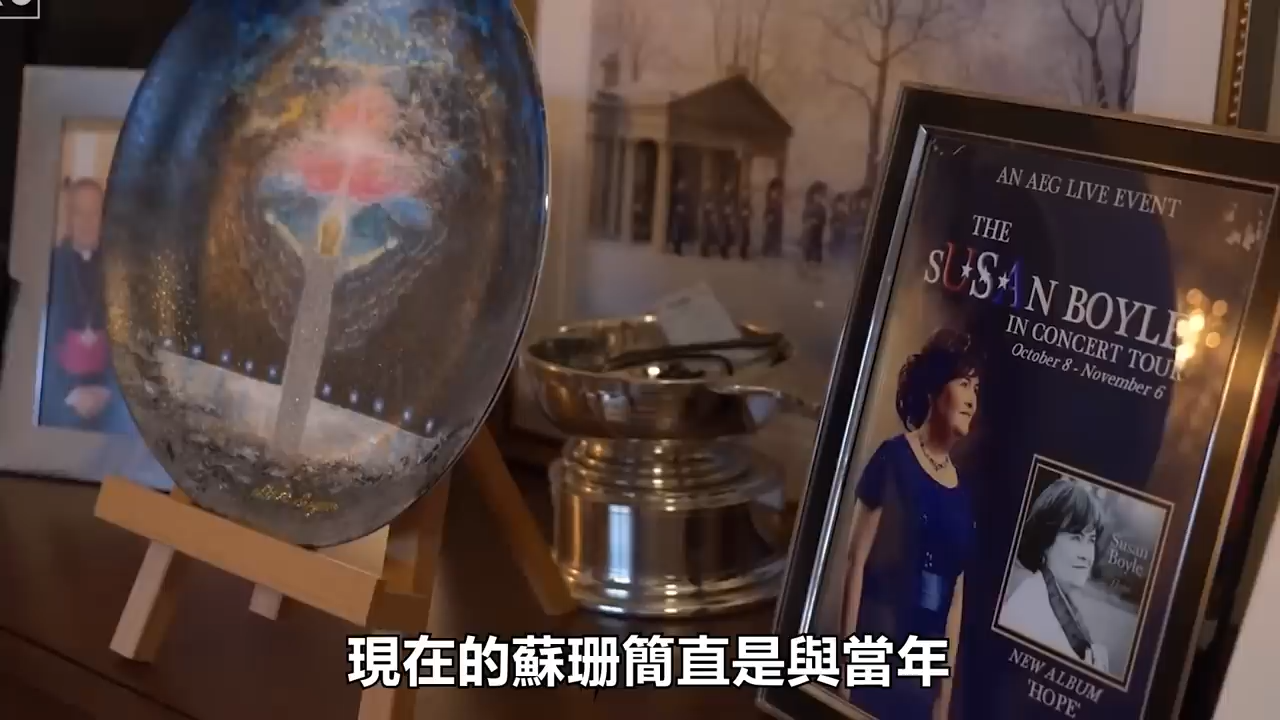 AN AEG LIVE EVENT
THE
SUSAN BOYLE
IN CONCERT TOUR
October 8 - November 6
Susan
Boyle
NEW ALBUM
'HOPE'
現在的蘇珊簡直是與當年